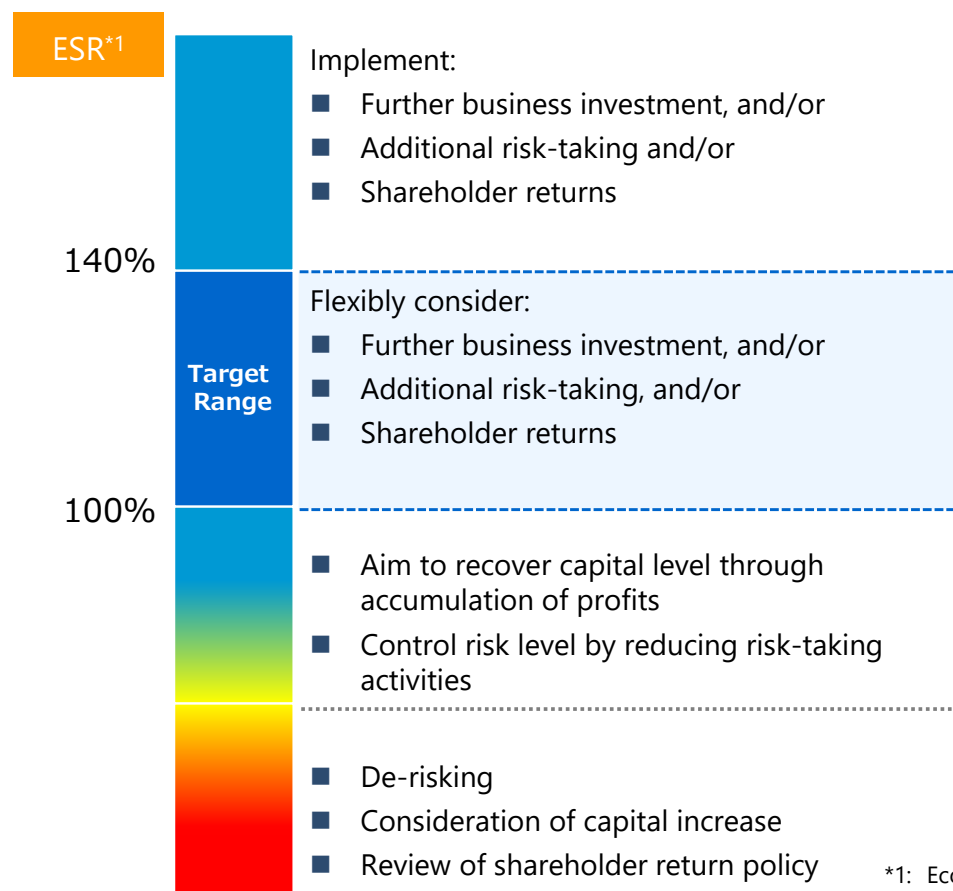 ESR*1
Implement:
■ Further business investment, and/or
■ Additional risk-taking and/or
■ Shareholder returns
140%
Flexibly consider:
■ Further business investment, and/or
■ Additional risk-taking, and/or
■ Shareholder returns
Target
Range
100%
■ Aim to recover capital level through
accumulation of profits
■ Control risk level by reducing risk-taking
activities
■ De-risking
■ Consideration of capital increase
■ Review of shareholder return policy
*1: